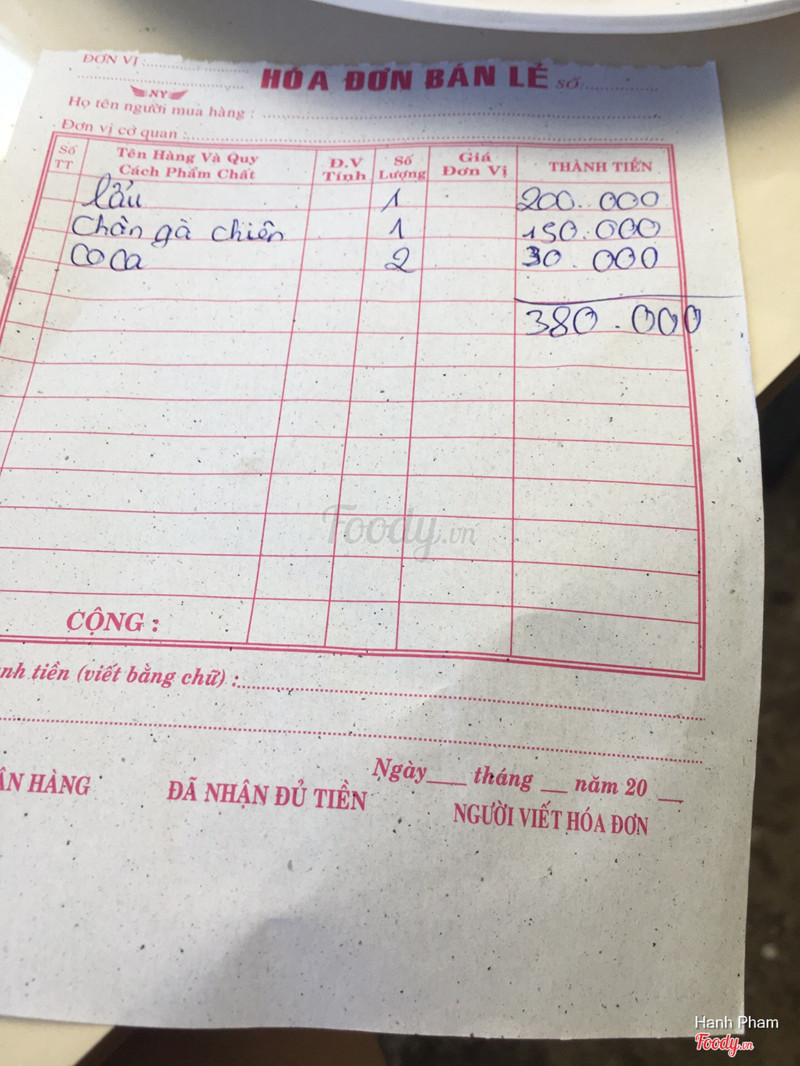 ĐƠN VỊ :
HÓA ĐƠN BÁN LẺ SỐ:
NY
Họ tên người mua hàng :
Đơn vị cơ quan :
Số TT Tên Hàng Và Quy Cách Phẩm Chất Đ.V Tính Số Lượng Giá Đơn Vị THÀNH TIỀN
lẩu 1 200.000
Chân gà chiên 1 150.000
coca 2 30.000
380.000
Foody.vn
CỘNG :
nh tiền (viết bằng chữ) :
Ngày___ tháng __ năm 20 __
ÂN HÀNG ĐÃ NHẬN ĐỦ TIỀN NGƯỜI VIẾT HÓA ĐƠN
Hanh Pham
Foody.vn